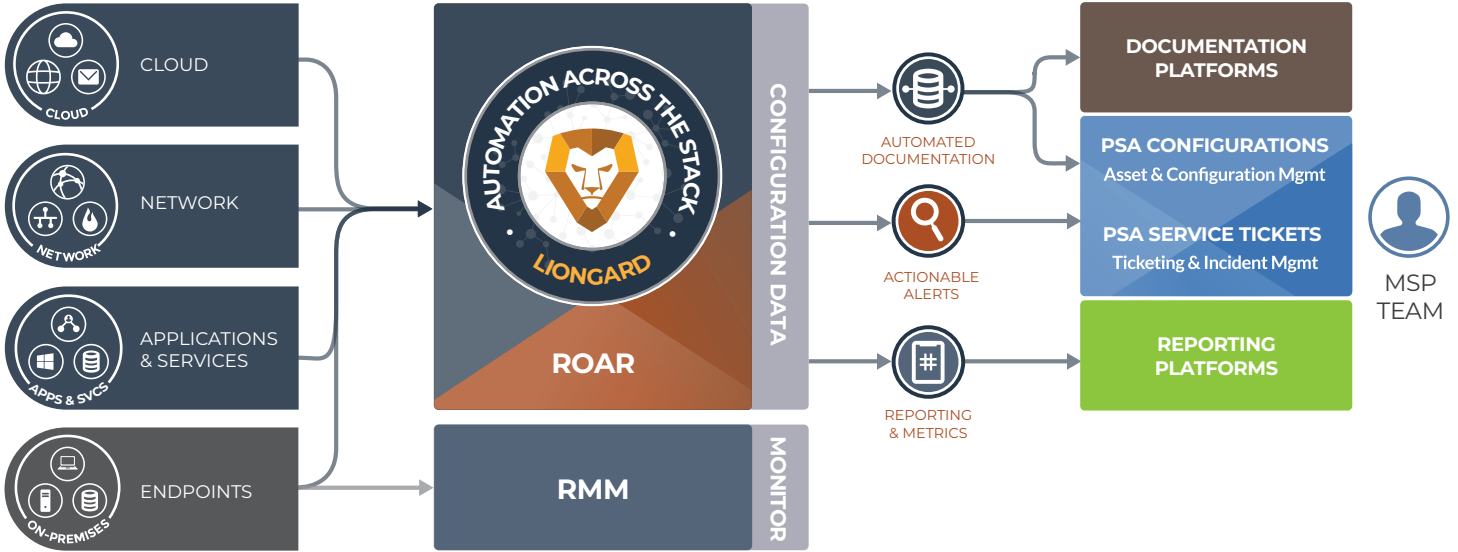 CLOUD
CLOUD
NETWORK
NETWORK
APPLICATIONS
& SERVICES
APPS & SVCS
ENDPOINTS
ON-PREMISES
AUTOMATION ACROSS THE STACK
LIONGARD
ROAR
CONFIGURATION DATA
RMM
MONITOR
AUTOMATED
DOCUMENTATION
ACTIONABLE
ALERTS
#
REPORTING
& METRICS
DOCUMENTATION
PLATFORMS
PSA CONFIGURATIONS
Asset & Configuration Mgmt
PSA SERVICE TICKETS
Ticketing & Incident Mgmt
REPORTING
PLATFORMS
MSP
TEAM